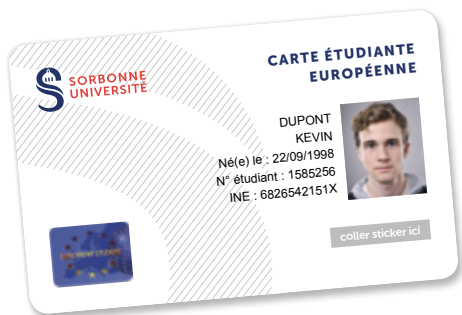 SORBONNE
UNIVERSITÉ
CARTE ÉTUDIANTE
EUROPÉENNE
DUPONT
KEVIN
Né(e) le : 22/09/1998
N° étudiant : 1585256
INE : 6826542151X
coller sticker ici